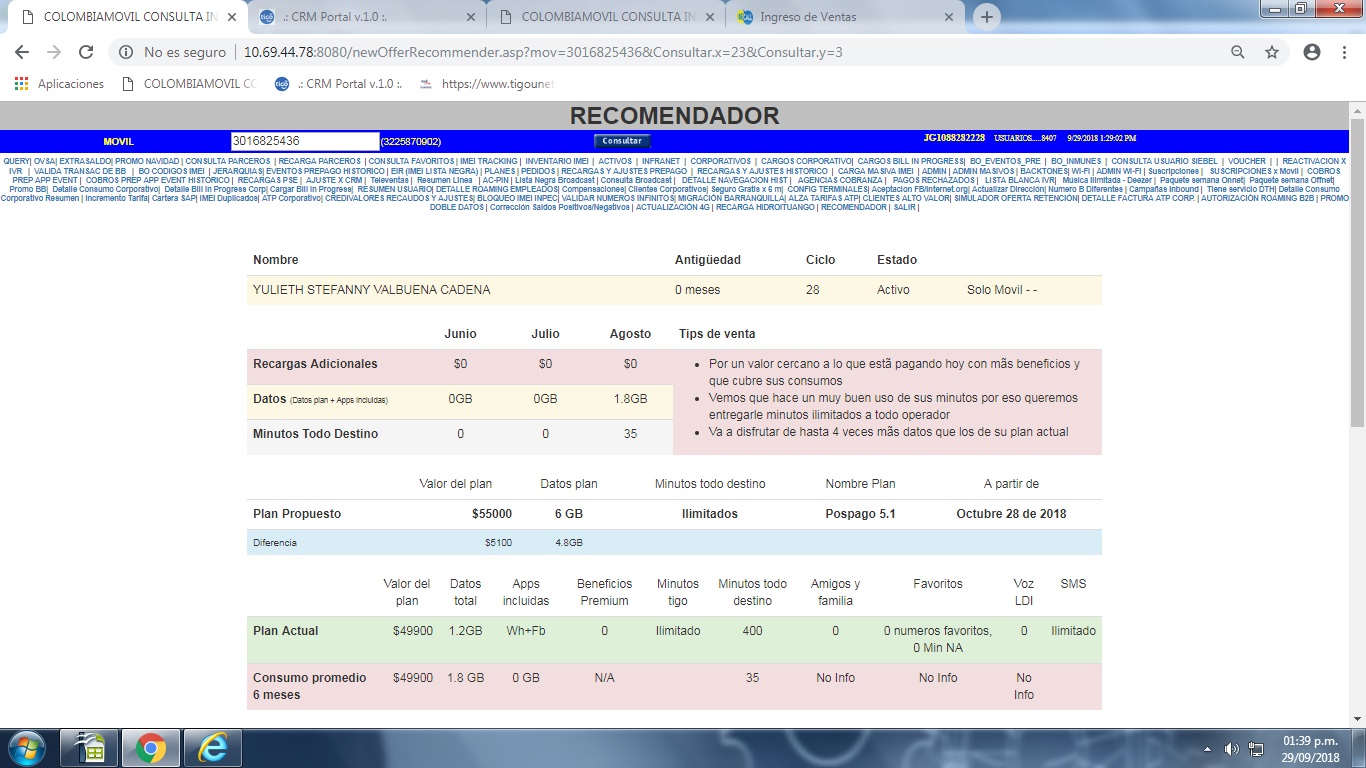 COLOMBIAMOVIL CONSULTA IN
.: CRM Portal v.1.0 :.
COLOMBIAMOVIL CONSULTA IN
Ingreso de Ventas
No es seguro
10.69.44.78:8080/newOfferRecommender.asp?mov=3016825436&Consultar.x=23&Consultar.y=3
Aplicaciones
COLOMBIAMOVIL CO
.: CRM Portal v.1.0 :.
https://www.tigoune
RECOMENDADOR
MOVIL
3016825436
(3225870902)
Consultar
JG1088282228 USUARIOS.....8407 9/29/2018 1:29:02 PM
QUERY| OVSA| EXTRASALDO| PROMO NAVIDAD | CONSULTA PARCEROS | RECARGA PARCEROS | CONSULTA FAVORITOS | IMEI TRACKING | INVENTARIO IMEI | ACTIVOS | INFRANET | CORPORATIVOS | CARGOS CORPORATIVO| CARGOS BILL IN PROGRESS| BO_EVENTOS_PRE | BO_INMUNES | CONSULTA USUARIO SIEBEL | VOUCHER | | REACTIVACION X
IVR | VALIDA TRANSAC DE BB | BO CODIGOS IMEI | JERARQUIAS| EVENTOS PREPAGO HISTORICO | EIR (IMEI LISTA NEGRA) | PLANES | PEDIDOS | RECARGAS Y AJUSTES PREPAGO | RECARGAS Y AJUSTES HISTORICO | CARGA MASIVA IMEI | ADMIN | ADMIN MASIVOS | BACKTONES| WI-FI | ADMIN WI-FI | Suscripciones | SUSCRIPCIONES x Movil | COBROS
PREP APP EVENT | COBROS PREP APP EVENT HISTORICO | RECARGAS PSE | AJUSTE X CRM | Televentas | Resumen Linea | AC-PIN | Lista Negra Broadcast | Consulta Broadcast | DETALLE NAVEGACION HIST | AGENCIAS COBRANZA | PAGOS RECHAZADOS | LISTA BLANCA IVR| Música Ilimitada - Deezer | Paquete semana Onnet| Paquete semana Offnet|
Promo BB| Detalle Consumo Corporativo| Detalle Bill In Progress Corp| Cargar Bill In Progress| RESUMEN USUARIO| DETALLE ROAMING EMPLEADOS| Compensaciones| Clientes Corporativos| Seguro Gratis x 6 m| CONFIG TERMINALES| Aceptacion FB/Internet.org| Actualizar Dirección| Numero B Diferentes | Campañas Inbound | Tiene servicio DTH| Detalle Consumo
Corporativo Resumen | Incremento Tarifa| Cartera SAP| IMEI Duplicados| ATP Corporativo| CREDIVALORES RECAUDOS Y AJUSTES| BLOQUEO IMEI INPEC| VALIDAR NUMEROS INFINITOS| MIGRACIÓN BARRANQUILLA| ALZA TARIFAS ATP| CLIENTES ALTO VALOR| SIMULADOR OFERTA RETENCIÓN| DETALLE FACTURA ATP CORP. | AUTORIZACIÓN ROAMING B2B | PROMO
DOBLE DATOS | Corrección Saldos Positivos/Negativos | ACTUALIZACIÓN 4G | RECARGA HIDROITUANGO | RECOMENDADOR | SALIR |
Nombre Antigüedad Ciclo Estado
YULIETH STEFANNY VALBUENA CADENA 0 meses 28 Activo Solo Movil - -
Junio Julio Agosto Tips de venta
Recargas Adicionales $0 $0 $0
Datos (Datos plan + Apps incluidas) 0GB 0GB 1.8GB
Minutos Todo Destino 0 0 35
• Por un valor cercano a lo que estã pagando hoy con mãs beneficios y
que cubre sus consumos
• Vemos que hace un muy buen uso de sus minutos por eso queremos
entregarle minutos ilimitados a todo operador
• Va a disfrutar de hasta 4 veces mãs datos que los de su plan actual
Valor del plan Datos plan Minutos todo destino Nombre Plan A partir de
Plan Propuesto $55000 6 GB Ilimitados Pospago 5.1 Octubre 28 de 2018
Diferencia $5100 4.8GB
Valor del Datos Apps Beneficios Minutos Minutos todo Amigos y Favoritos Voz SMS
plan total incluidas Premium tigo destino familia LDI
Plan Actual $49900 1.2GB Wh+Fb 0 Ilimitado 400 0 0 numeros favoritos, 0 Ilimitado
0 Min NA
Consumo promedio $49900 1.8 GB 0 GB N/A 35 No Info No Info No
6 meses Info
01:39 p.m.
29/09/2018